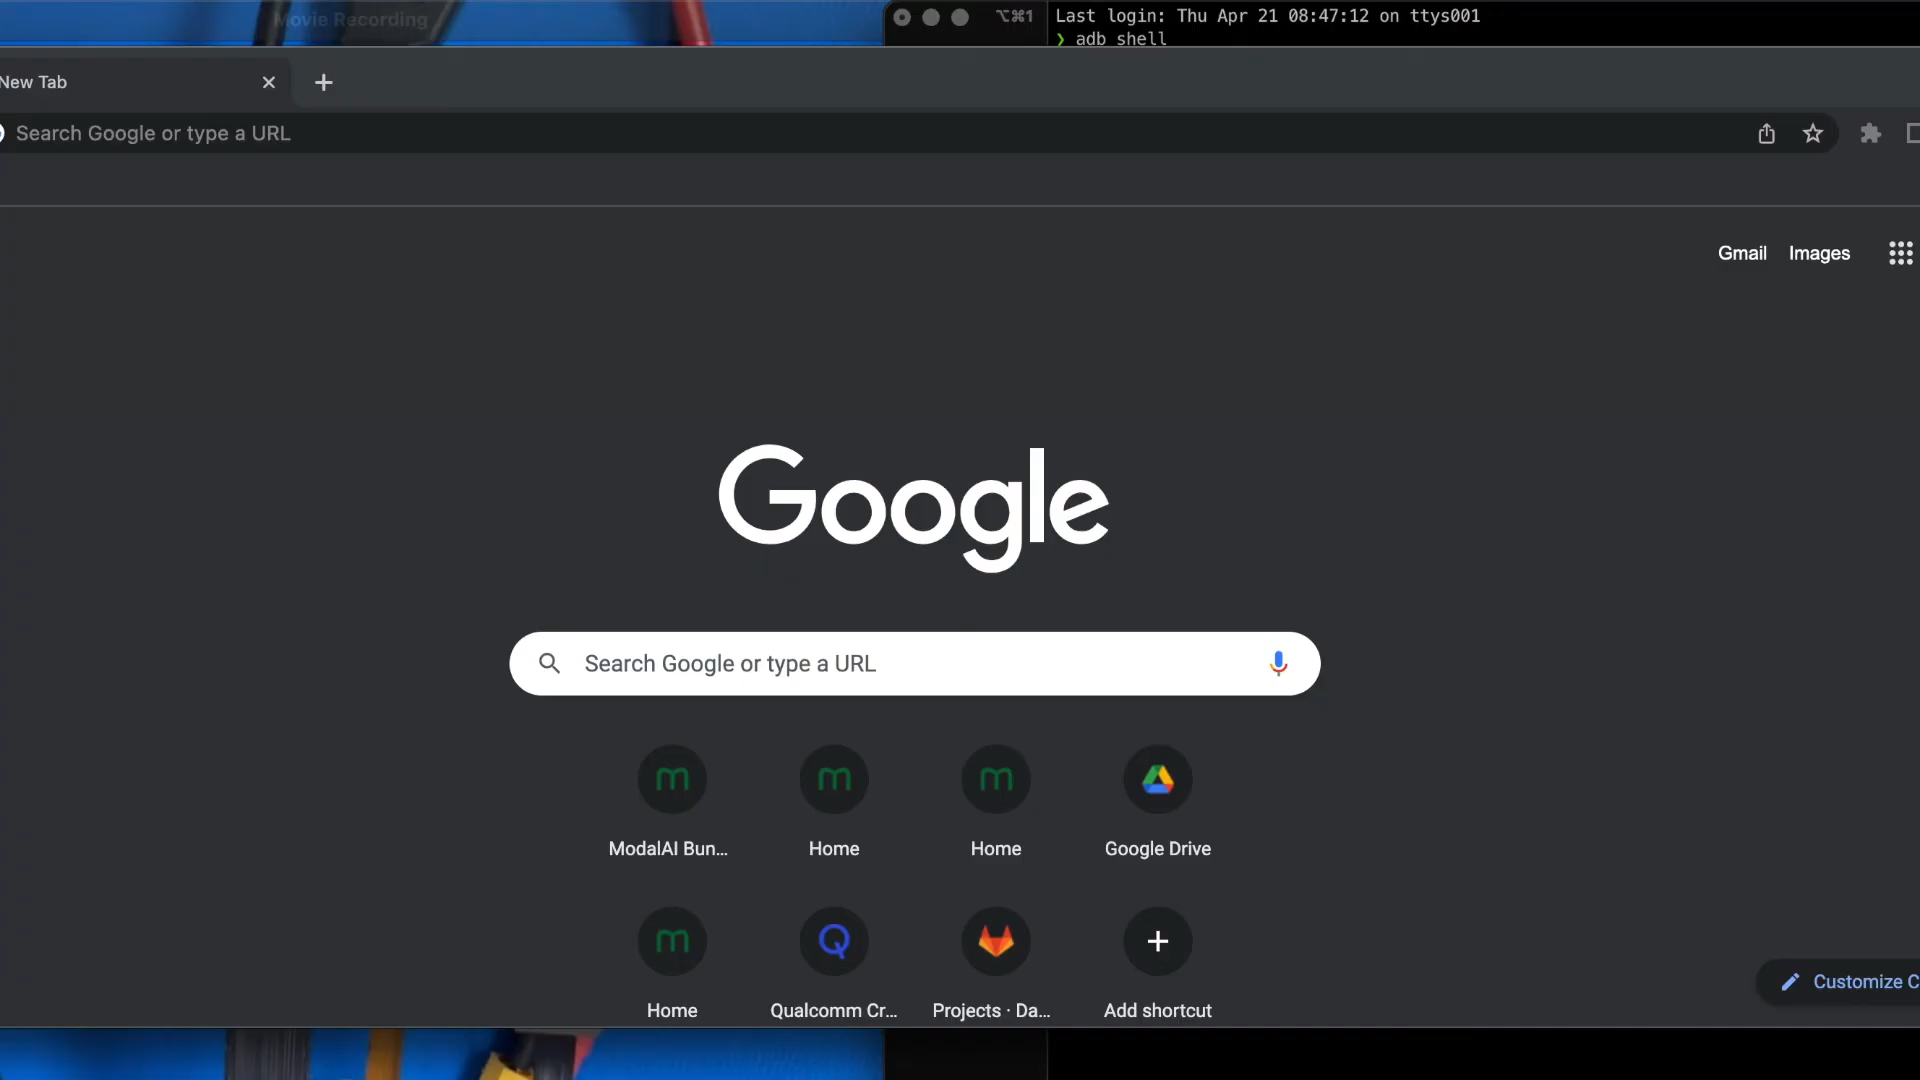 Movie Recording
⌥⌘1
Last login: Thu Apr 21 08:47:12 on ttys001
❯ adb shell
New Tab
Search Google or type a URL
Gmail Images
Google
Search Google or type a URL
ModalAI Bun...
Home
Home
Google Drive
Home
Qualcomm Cr...
Projects · Da...
Add shortcut
Customize C